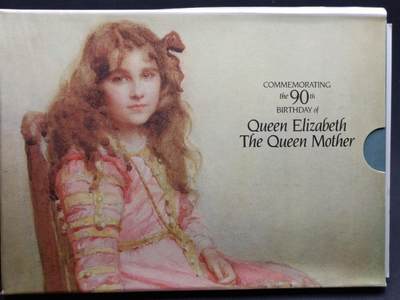 COMMEMORATING
the 90th
BIRTHDAY of
Queen Elizabeth
The Queen Mother